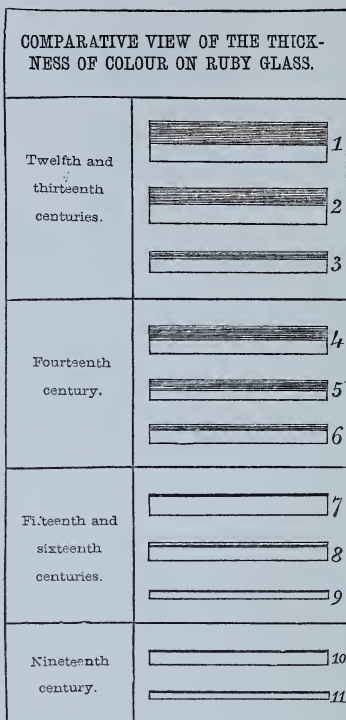 COMPARATIVE VIEW OF THE THICK-
NESS OF COLOUR ON RUBY GLASS.
Twelfth and
thirteenth
centuries.
1
2
3
Fourteenth
century.
4
5
6
Fifteenth and
sixteenth
centuries.
7
8
9
Nineteenth
century.
10
11